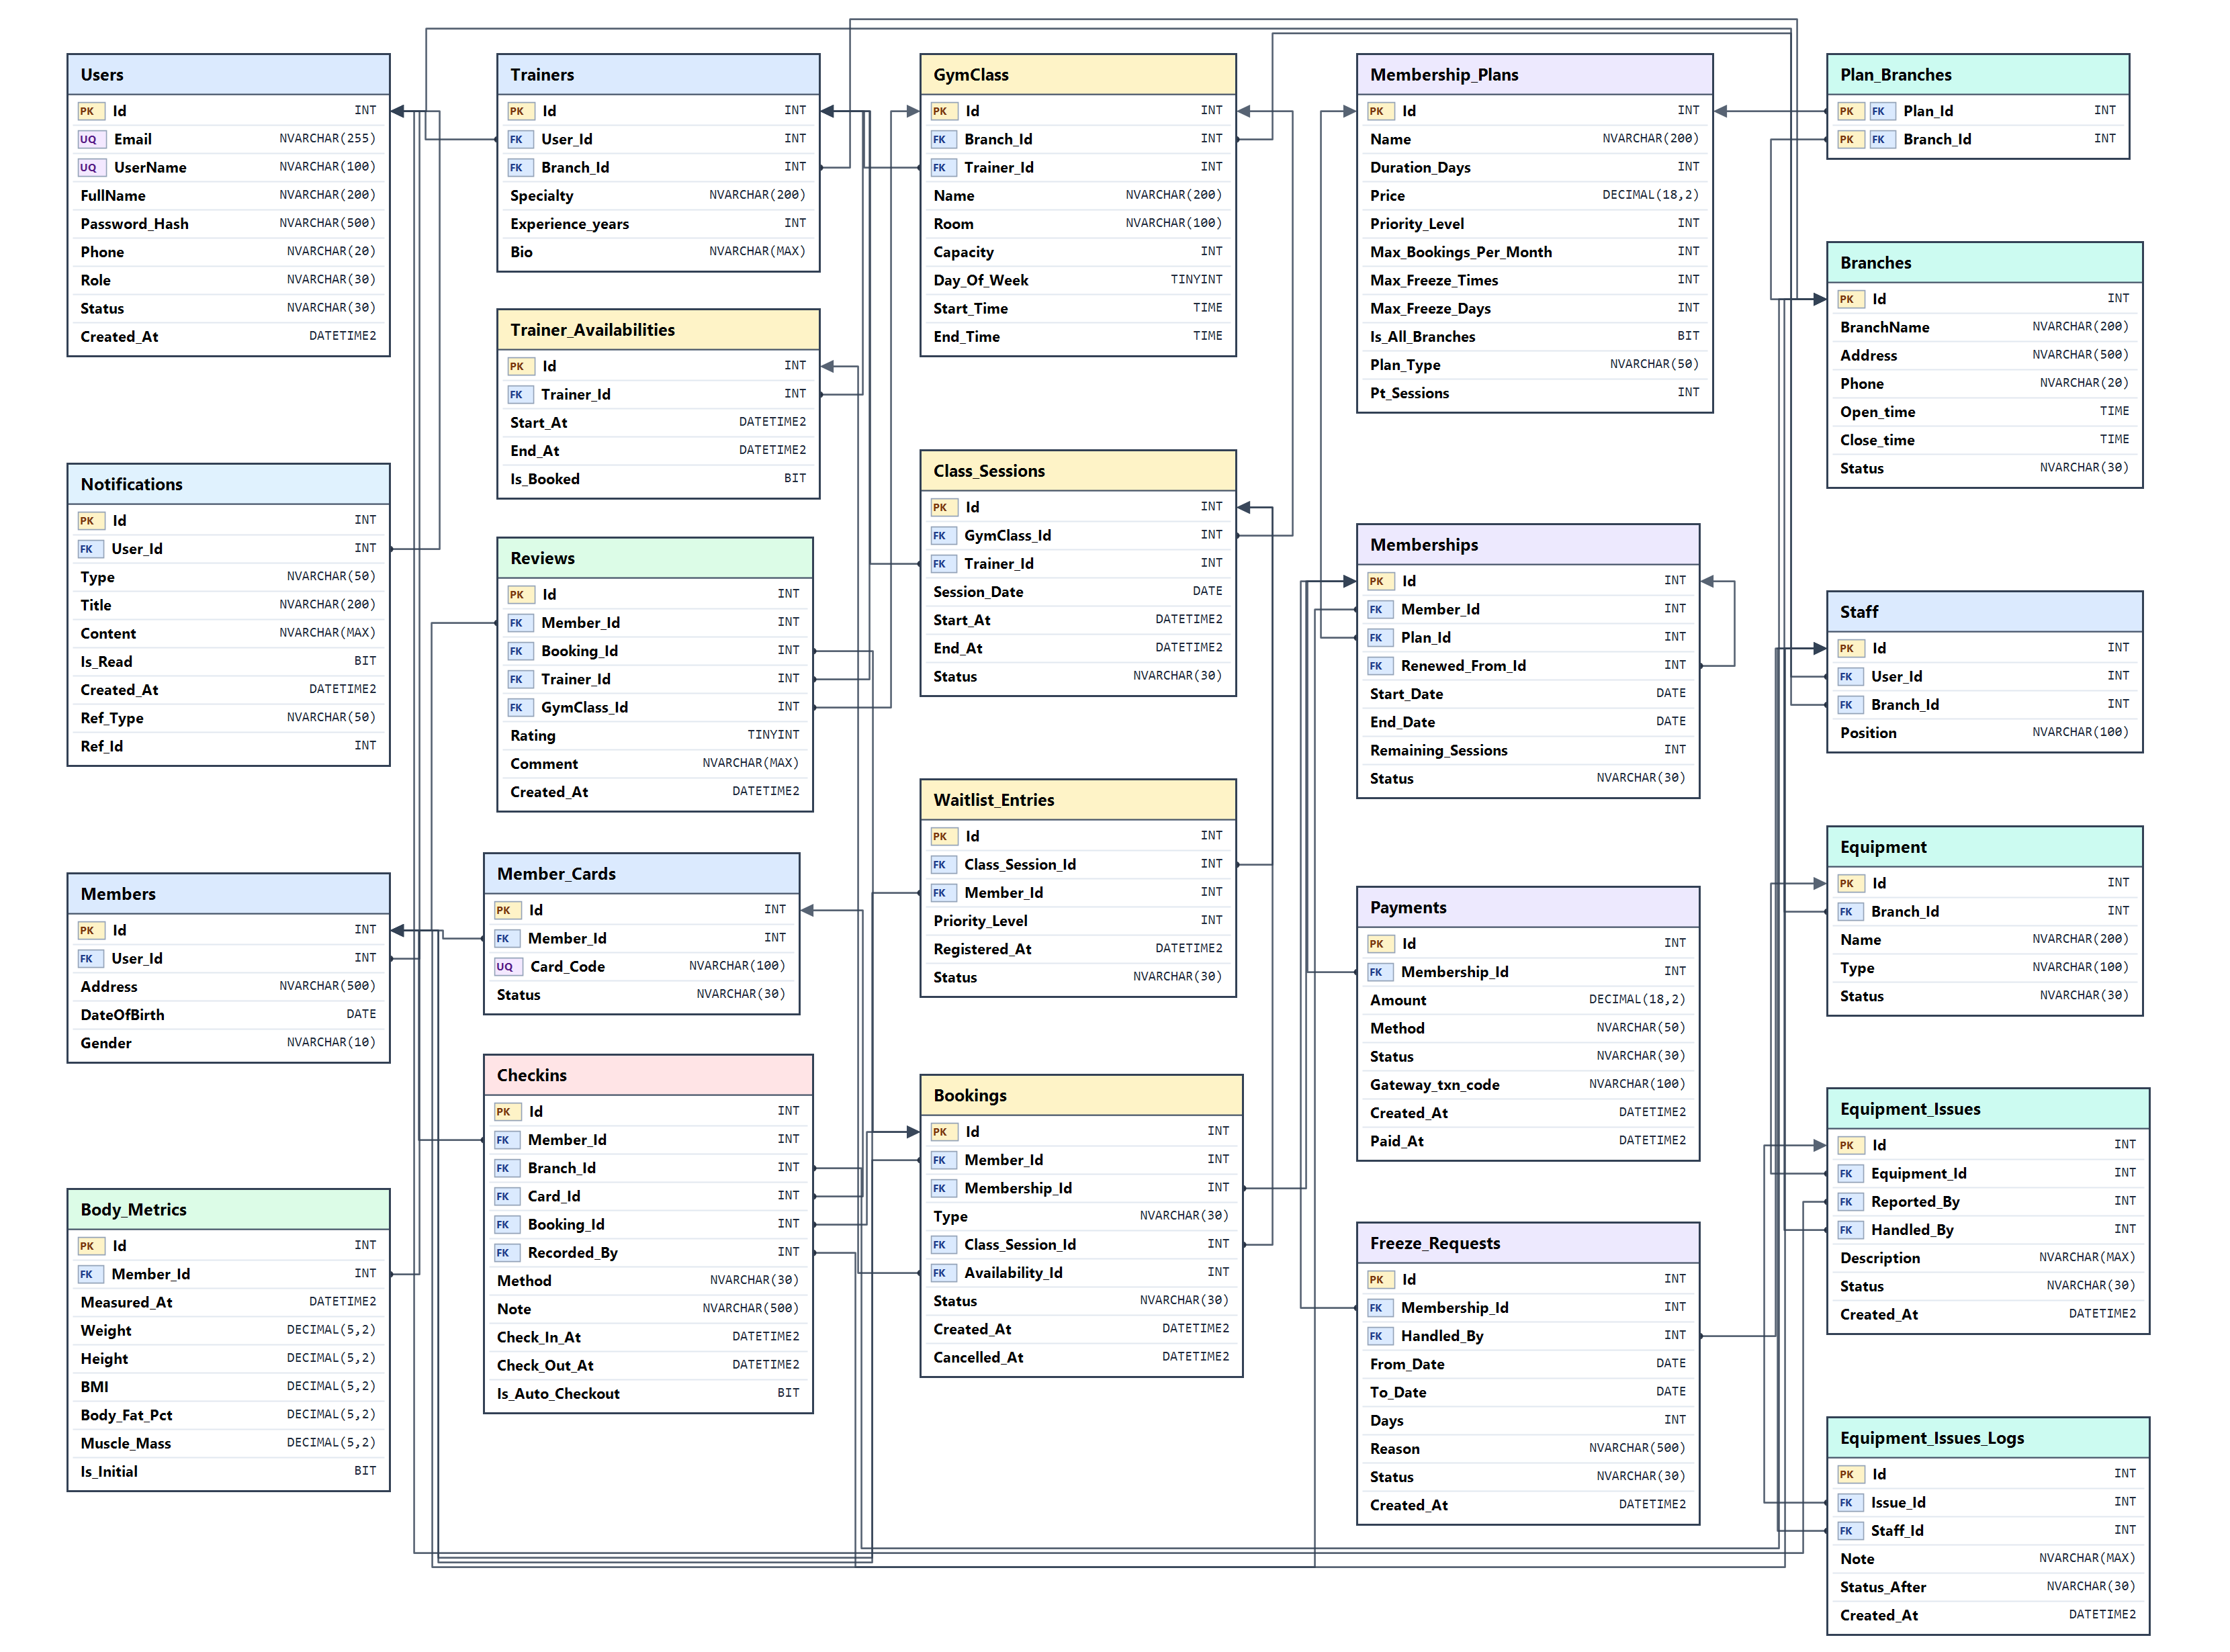 Users
PK Id INT
UQ Email NVARCHAR(255)
UQ UserName NVARCHAR(100)
FullName NVARCHAR(200)
Password_Hash NVARCHAR(500)
Phone NVARCHAR(20)
Role NVARCHAR(30)
Status NVARCHAR(30)
Created_At DATETIME2
Notifications
PK Id INT
FK User_Id INT
Type NVARCHAR(50)
Title NVARCHAR(200)
Content NVARCHAR(MAX)
Is_Read BIT
Created_At DATETIME2
Ref_Type NVARCHAR(50)
Ref_Id INT
Members
PK Id INT
FK User_Id INT
Address NVARCHAR(500)
DateOfBirth DATE
Gender NVARCHAR(10)
Body_Metrics
PK Id INT
FK Member_Id INT
Measured_At DATETIME2
Weight DECIMAL(5,2)
Height DECIMAL(5,2)
BMI DECIMAL(5,2)
Body_Fat_Pct DECIMAL(5,2)
Muscle_Mass DECIMAL(5,2)
Is_Initial BIT
Trainers
PK Id INT
FK User_Id INT
FK Branch_Id INT
Specialty NVARCHAR(200)
Experience_years INT
Bio NVARCHAR(MAX)
Trainer_Availabilities
PK Id INT
FK Trainer_Id INT
Start_At DATETIME2
End_At DATETIME2
Is_Booked BIT
Reviews
PK Id INT
FK Member_Id INT
FK Booking_Id INT
FK Trainer_Id INT
FK GymClass_Id INT
Rating TINYINT
Comment NVARCHAR(MAX)
Created_At DATETIME2
Member_Cards
PK Id INT
FK Member_Id INT
UQ Card_Code NVARCHAR(100)
Status NVARCHAR(30)
Checkins
PK Id INT
FK Member_Id INT
FK Branch_Id INT
FK Card_Id INT
FK Booking_Id INT
FK Recorded_By INT
Method NVARCHAR(30)
Note NVARCHAR(500)
Check_In_At DATETIME2
Check_Out_At DATETIME2
Is_Auto_Checkout BIT
GymClass
PK Id INT
FK Branch_Id INT
FK Trainer_Id INT
Name NVARCHAR(200)
Room NVARCHAR(100)
Capacity INT
Day_Of_Week TINYINT
Start_Time TIME
End_Time TIME
Class_Sessions
PK Id INT
FK GymClass_Id INT
FK Trainer_Id INT
Session_Date DATE
Start_At DATETIME2
End_At DATETIME2
Status NVARCHAR(30)
Waitlist_Entries
PK Id INT
FK Class_Session_Id INT
FK Member_Id INT
Priority_Level INT
Registered_At DATETIME2
Status NVARCHAR(30)
Bookings
PK Id INT
FK Member_Id INT
FK Membership_Id INT
Type NVARCHAR(30)
FK Class_Session_Id INT
FK Availability_Id INT
Status NVARCHAR(30)
Created_At DATETIME2
Cancelled_At DATETIME2
Membership_Plans
PK Id INT
Name NVARCHAR(200)
Duration_Days INT
Price DECIMAL(18,2)
Priority_Level INT
Max_Bookings_Per_Month INT
Max_Freeze_Times INT
Max_Freeze_Days INT
Is_All_Branches BIT
Plan_Type NVARCHAR(50)
Pt_Sessions INT
Memberships
PK Id INT
FK Member_Id INT
FK Plan_Id INT
FK Renewed_From_Id INT
Start_Date DATE
End_Date DATE
Remaining_Sessions INT
Status NVARCHAR(30)
Payments
PK Id INT
FK Membership_Id INT
Amount DECIMAL(18,2)
Method NVARCHAR(50)
Status NVARCHAR(30)
Gateway_txn_code NVARCHAR(100)
Created_At DATETIME2
Paid_At DATETIME2
Freeze_Requests
PK Id INT
FK Membership_Id INT
FK Handled_By INT
From_Date DATE
To_Date DATE
Days INT
Reason NVARCHAR(500)
Status NVARCHAR(30)
Created_At DATETIME2
Plan_Branches
PK FK Plan_Id INT
PK FK Branch_Id INT
Branches
PK Id INT
BranchName NVARCHAR(200)
Address NVARCHAR(500)
Phone NVARCHAR(20)
Open_time TIME
Close_time TIME
Status NVARCHAR(30)
Staff
PK Id INT
FK User_Id INT
FK Branch_Id INT
Position NVARCHAR(100)
Equipment
PK Id INT
FK Branch_Id INT
Name NVARCHAR(200)
Type NVARCHAR(100)
Status NVARCHAR(30)
Equipment_Issues
PK Id INT
FK Equipment_Id INT
FK Reported_By INT
FK Handled_By INT
Description NVARCHAR(MAX)
Status NVARCHAR(30)
Created_At DATETIME2
Equipment_Issues_Logs
PK Id INT
FK Issue_Id INT
FK Staff_Id INT
Note NVARCHAR(MAX)
Status_After NVARCHAR(30)
Created_At DATETIME2